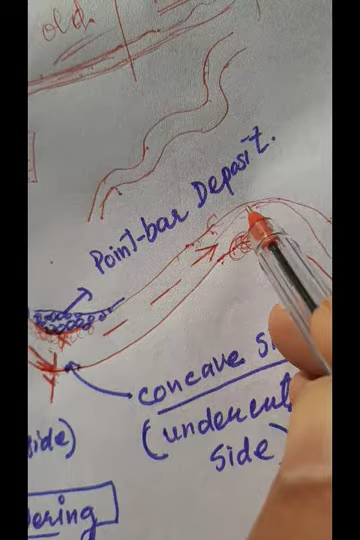 old
Point-bar Deposit.
concave si
(undercut
side)
side)
ering